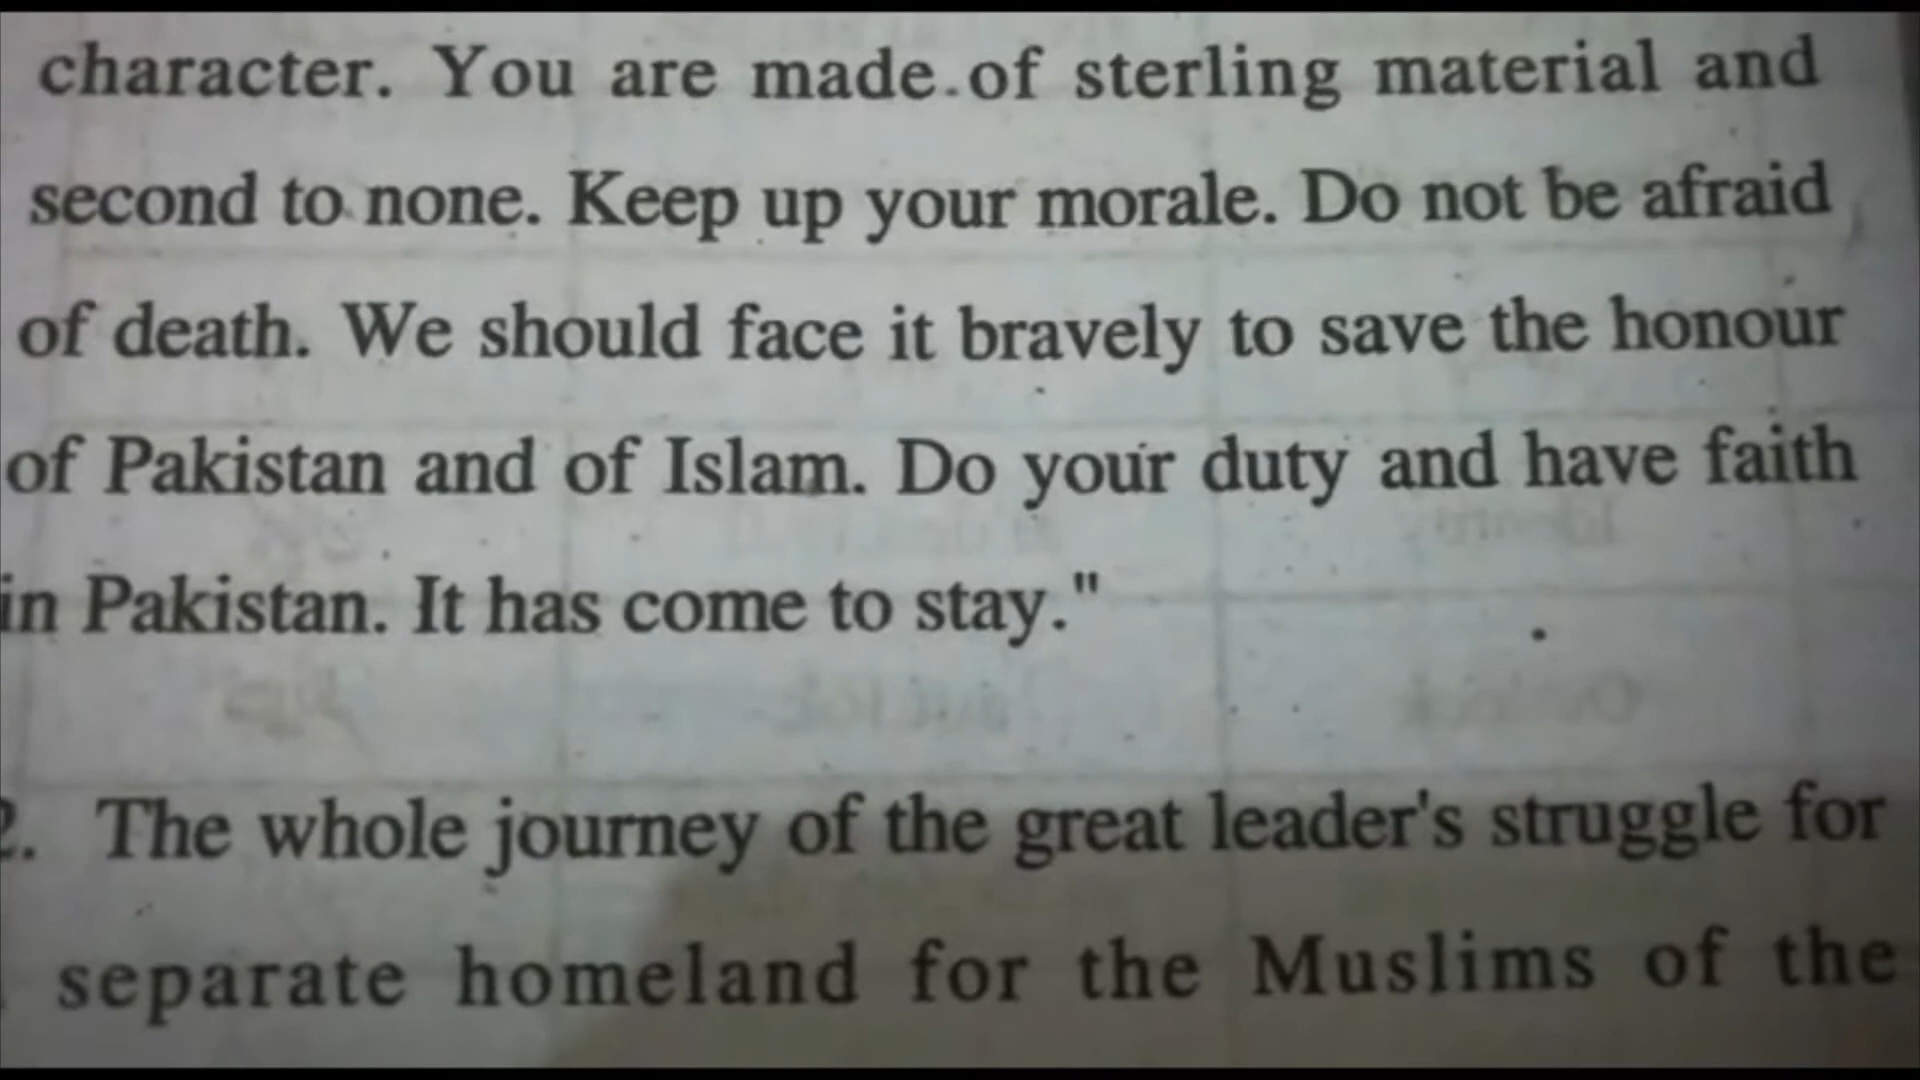 character. You are made of sterling material and
second to none. Keep up your morale. Do not be afraid
of death. We should face it bravely to save the honour
of Pakistan and of Islam. Do your duty and have faith
in Pakistan. It has come to stay."
2. The whole journey of the great leader's struggle for
separate homeland for the Muslims of the